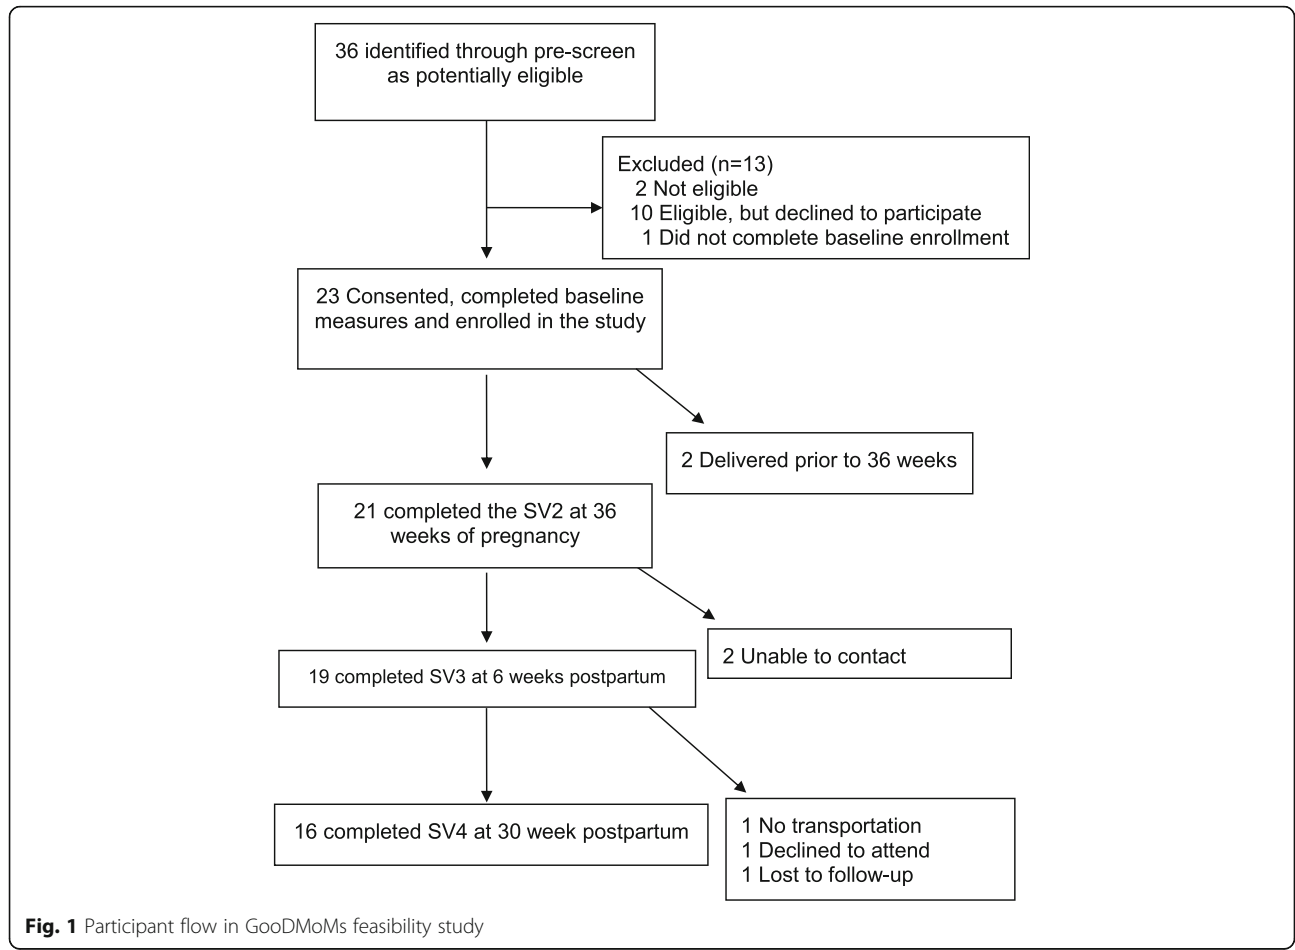 36 identified through pre-screen
as potentially eligible
Excluded (n=13)
2 Not eligible
10 Eligible, but declined to participate
1 Did not complete baseline enrollment
23 Consented, completed baseline
measures and enrolled in the study
2 Delivered prior to 36 weeks
21 completed the SV2 at 36
weeks of pregnancy
2 Unable to contact
19 completed SV3 at 6 weeks postpartum
16 completed SV4 at 30 week postpartum
1 No transportation
1 Declined to attend
1 Lost to follow-up
Fig. 1 Participant flow in GooDMoMs feasibility study